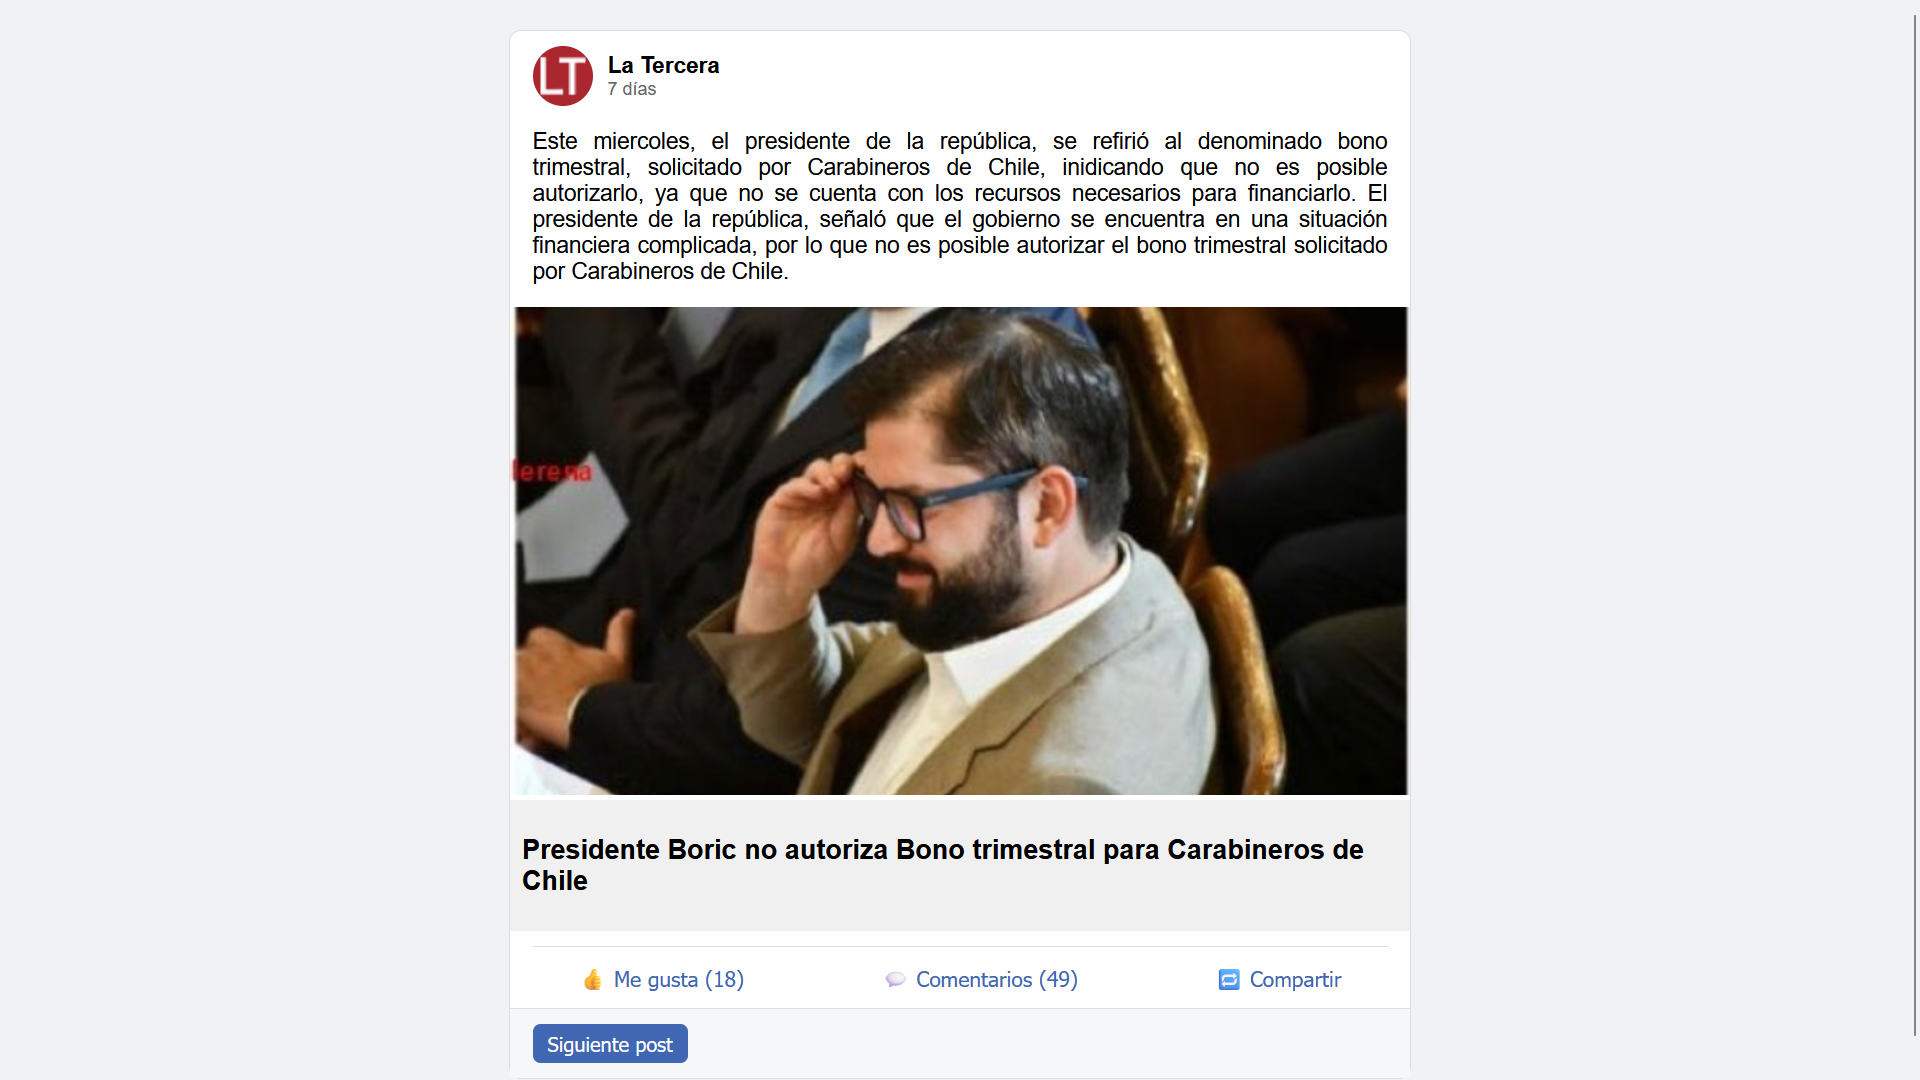 LT
La Tercera
7 días
Este miercoles, el presidente de la república, se refirió al denominado bono
trimestral, solicitado por Carabineros de Chile, inidicando que no es posible
autorizarlo, ya que no se cuenta con los recursos necesarios para financiarlo. El
presidente de la república, señaló que el gobierno se encuentra en una situación
financiera complicada, por lo que no es posible autorizar el bono trimestral solicitado
por Carabineros de Chile.
lerena
Presidente Boric no autoriza Bono trimestral para Carabineros de
Chile
Me gusta (18)
Comentarios (49)
Compartir
Siguiente post